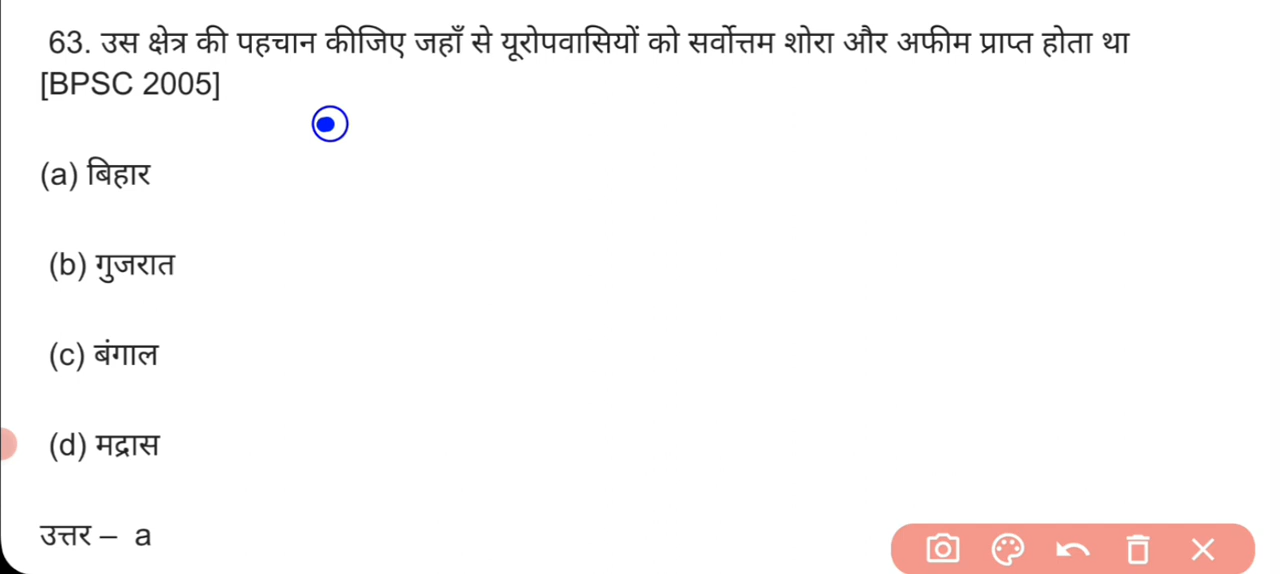 63. उस क्षेत्र की पहचान कीजिए जहाँ से यूरोपवासियों को सर्वोत्तम शोरा और अफीम प्राप्त होता था
[BPSC 2005]
(a) बिहार
(b) गुजरात
(c) बंगाल
(d) मद्रास
उत्तर – a